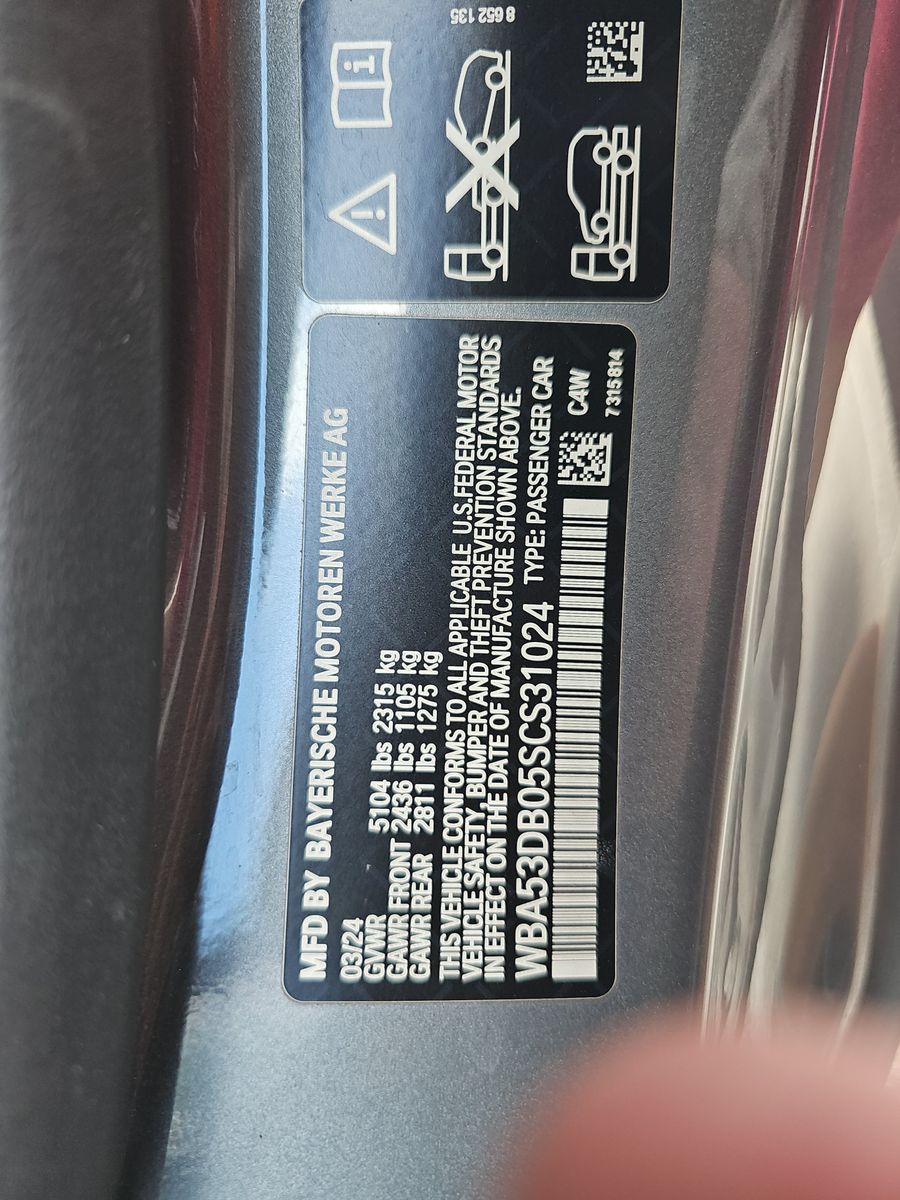 8 652 135
MFD BY BAYERISCHE MOTOREN WERKE AG
03/24
GVWR 5104 lbs 2315 kg
GAWR FRONT 2436 lbs 1105 kg
GAWR REAR 2811 lbs 1275 kg
THIS VEHICLE CONFORMS TO ALL APPLICABLE U.S.FEDERAL MOTOR
VEHICLE SAFETY, BUMPER AND THEFT PREVENTION STANDARDS
IN EFFECT ON THE DATE OF MANUFACTURE SHOWN ABOVE.
WBA53DB05SCS31024 TYPE: PASSENGER CAR
C4W
7 315 814